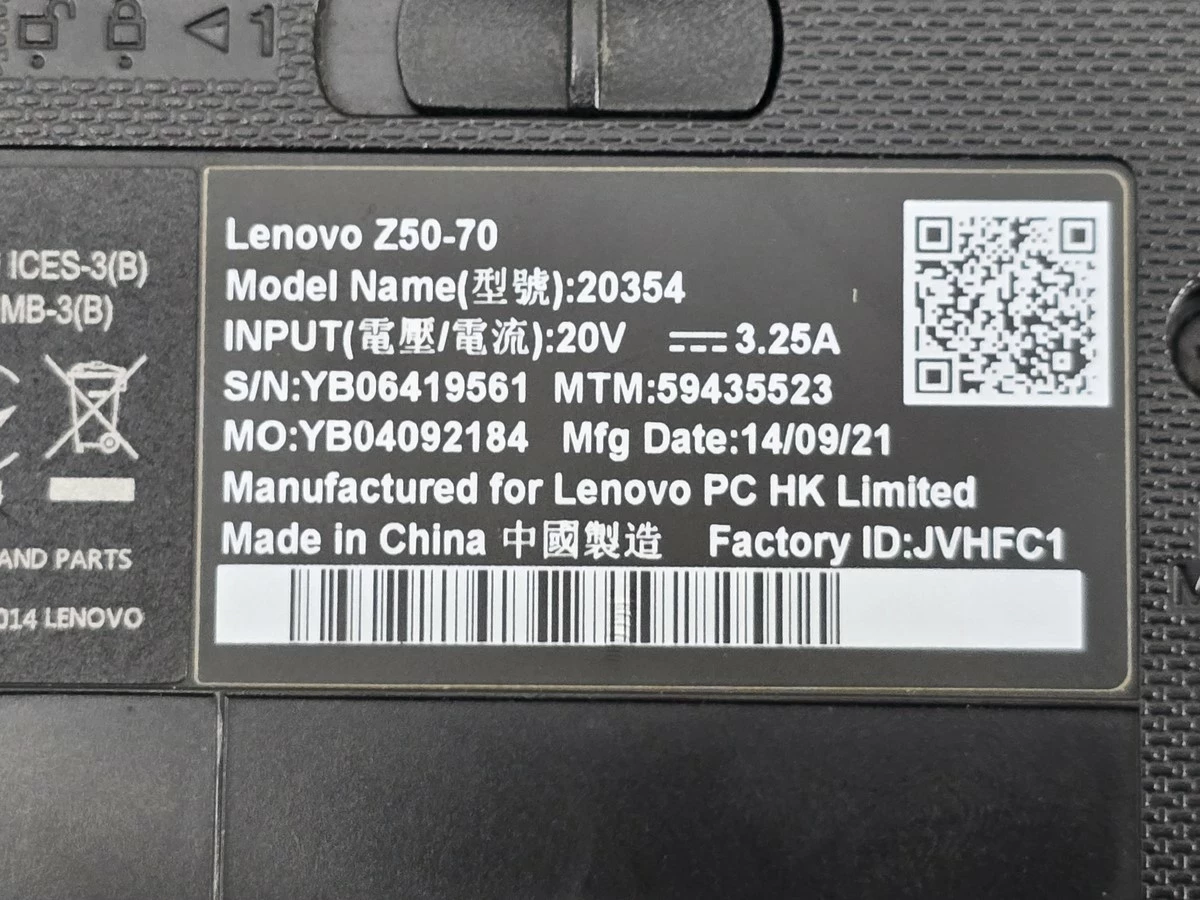 1
Lenovo Z50-70
Model Name(型號):20354
INPUT(電壓/電流):20V ⎓ 3.25A
S/N:YB06419561 MTM:59435523
MO:YB04092184 Mfg Date:14/09/21
Manufactured for Lenovo PC HK Limited
Made in China 中國製造 Factory ID:JVHFC1
ICES-3(B)
MB-3(B)
AND PARTS
014 LENOVO